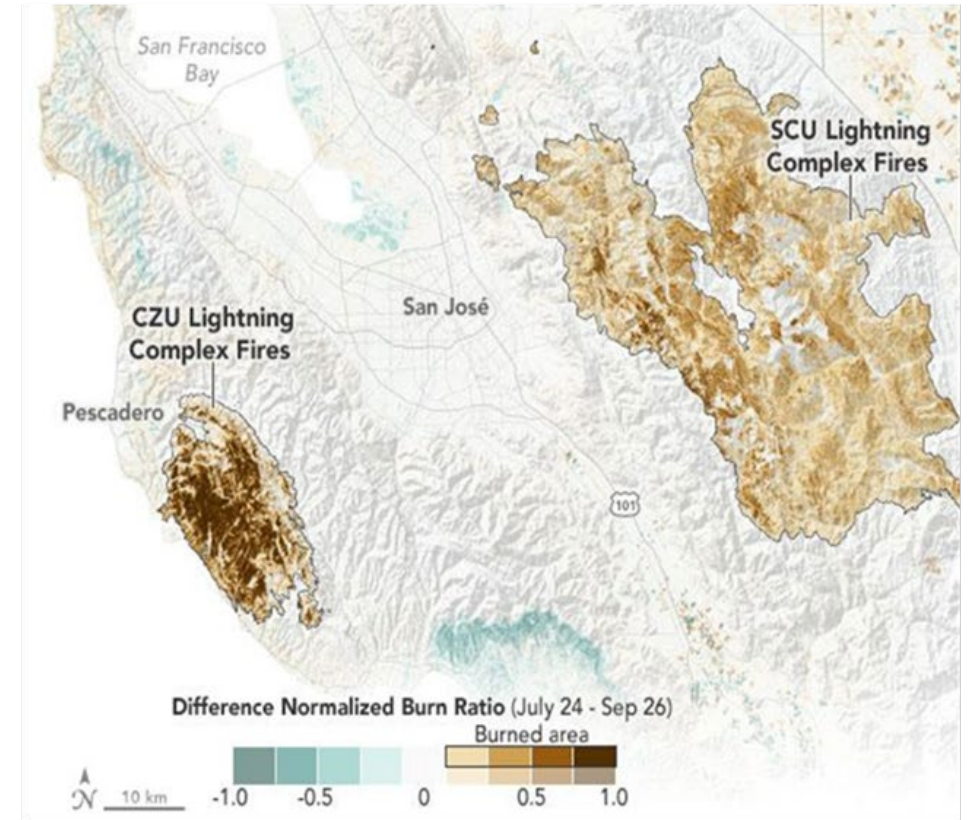 San Francisco
Bay
SCU Lightning
Complex Fires
San José
CZU Lightning
Complex Fires
Pescadero
101
Difference Normalized Burn Ratio (July 24 - Sep 26)
Burned area
N
10 km
-1.0
-0.5
0
0.5
1.0